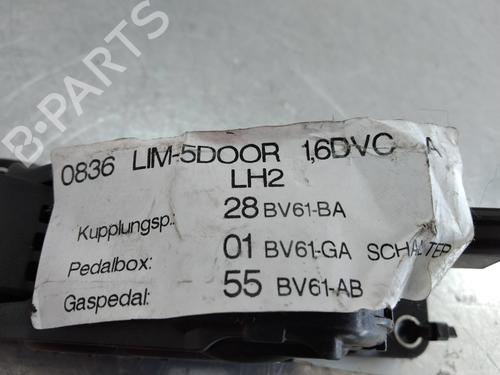 B-PARTS
0836 LIM-5DOOR 1,6DVC A
LH2
Kupplungsp.: 28 BV61-BA
Pedalbox: 01 BV61-GA SCHALTER
Gaspedal: 55 BV61-AB